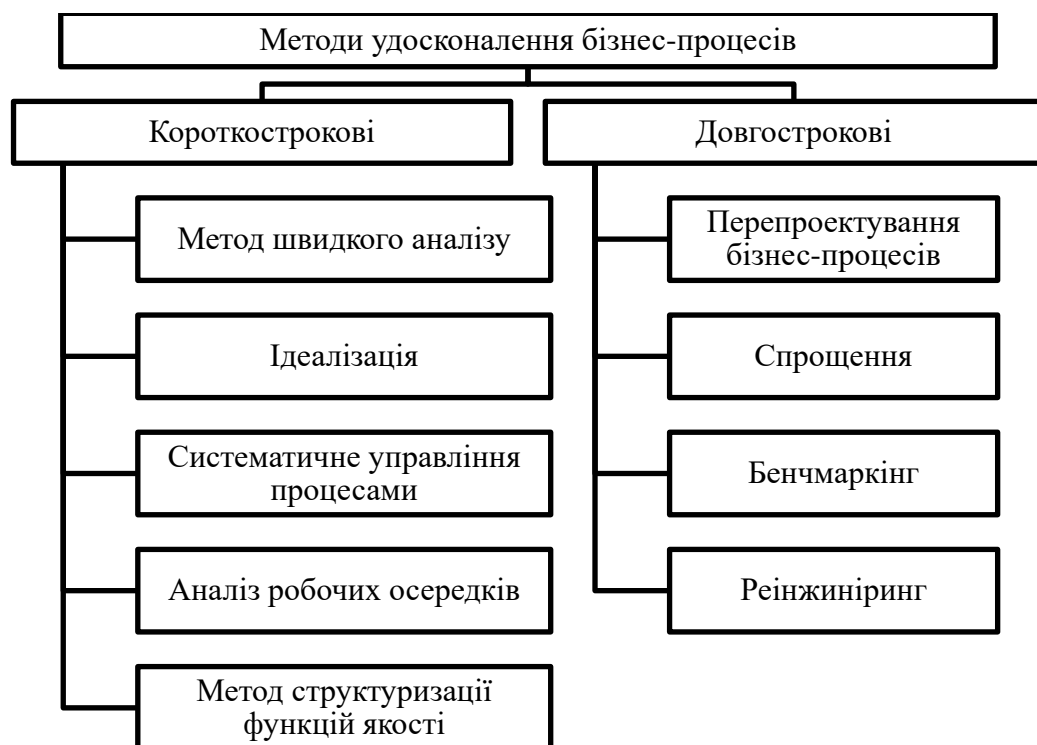 Методи удосконалення бізнес-процесів
Короткострокові
Метод швидкого аналізу
Ідеалізація
Систематичне управління
процесами
Аналіз робочих осередків
Метод структуризації
функцій якості
Довгострокові
Перепроектування
бізнес-процесів
Спрощення
Бенчмаркінг
Реінжиніринг